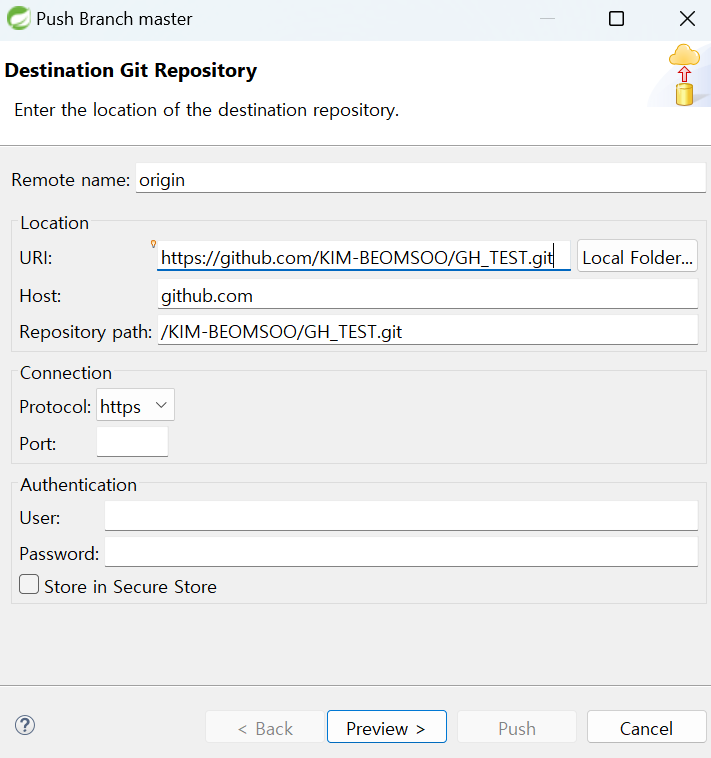 Push Branch master
Destination Git Repository
Enter the location of the destination repository.
Remote name: origin
Location
URI: https://github.com/KIM-BEOMSOO/GH_TEST.git Local Folder...
Host: github.com
Repository path: /KIM-BEOMSOO/GH_TEST.git
Connection
Protocol: https
Port:
Authentication
User:
Password:
Store in Secure Store
< Back Preview > Push Cancel